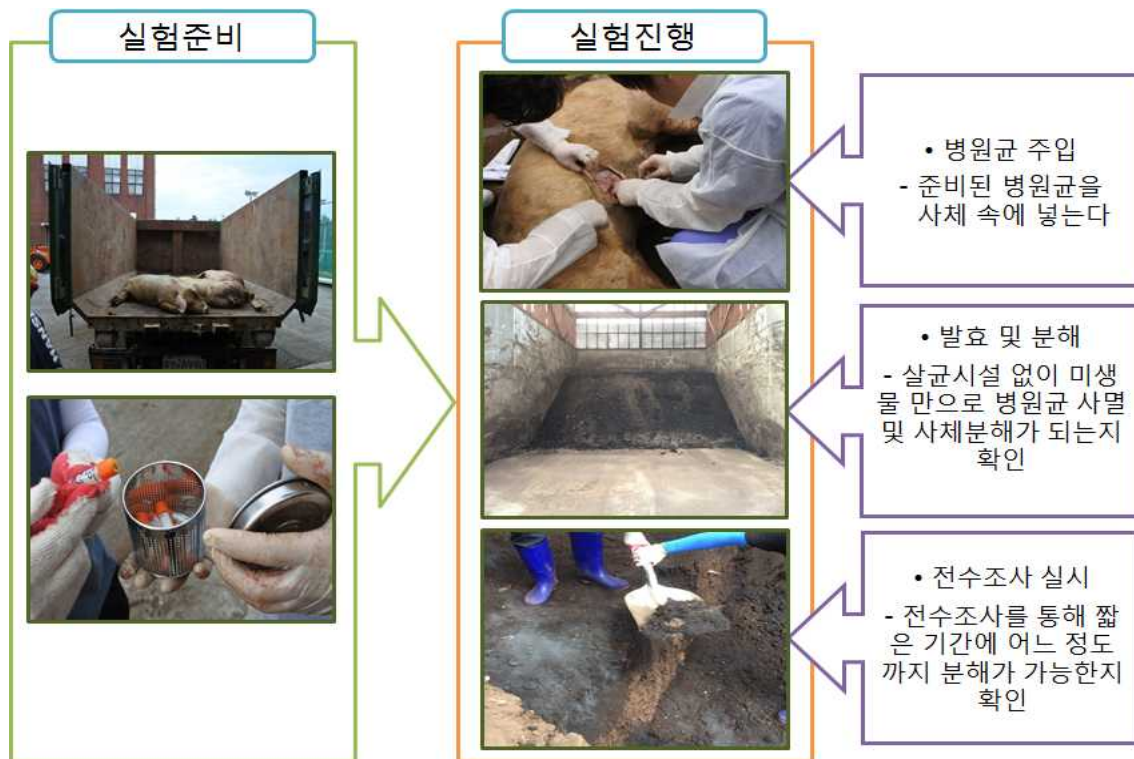 실험준비
실험진행
• 병원균 주입
- 준비된 병원균을
사체 속에 넣는다
• 발효 및 분해
- 살균시설 없이 미생
물 만으로 병원균 사멸
및 사체분해가 되는지
확인
• 전수조사 실시
- 전수조사를 통해 짧
은 기간에 어느 정도
까지 분해가 가능한지
확인